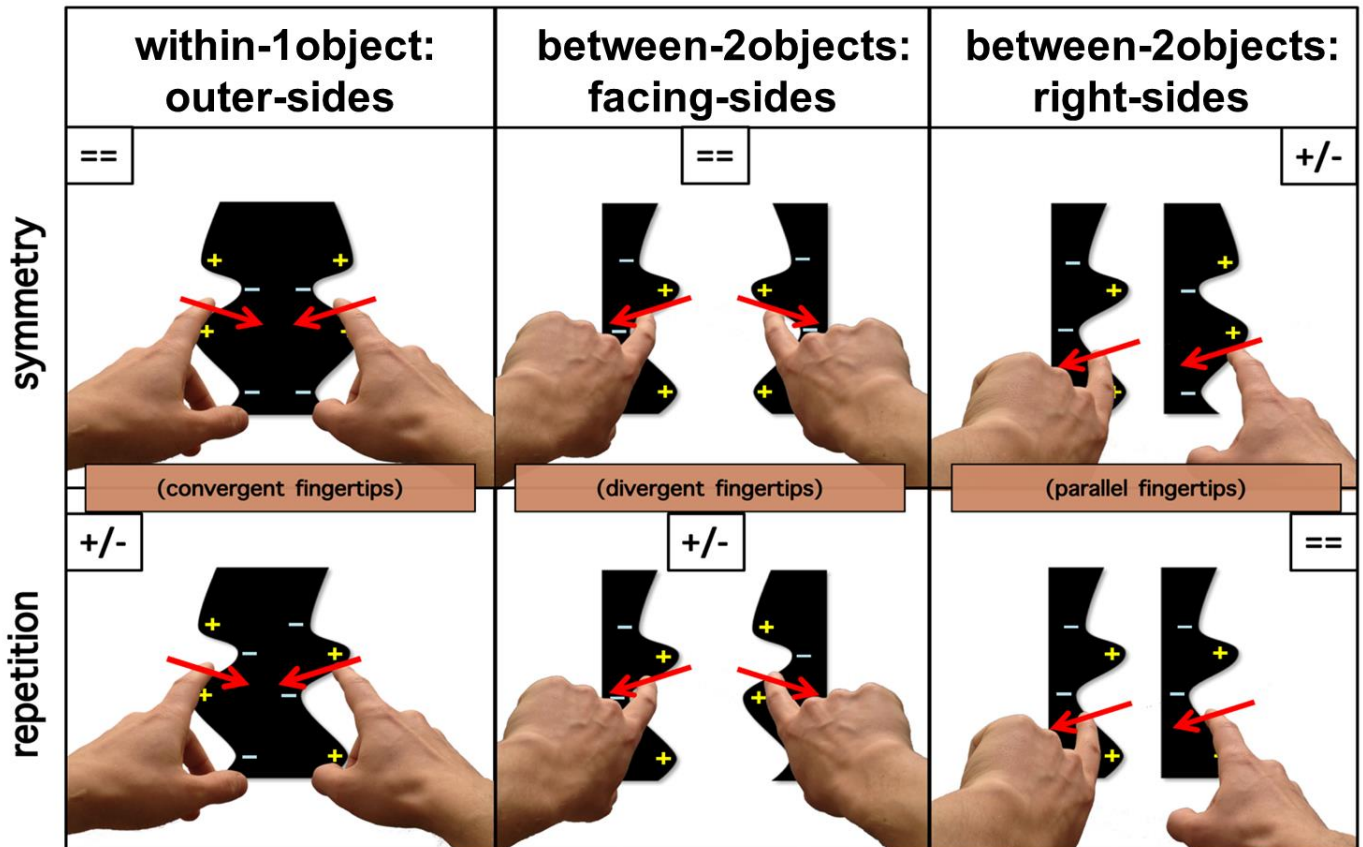 within-1object:
outer-sides
between-2objects:
facing-sides
between-2objects:
right-sides
symmetry
==
==
+/-
+ +
− −
+ -
− −
− −
+ +
− −
+ +
− +
+ −
− +
+ −
(convergent fingertips)
(divergent fingertips)
(parallel fingertips)
repetition
+/-
+/-
==
+ −
− +
+ −
− +
− +
+ −
− +
+
− −
+ +
− −
+ +